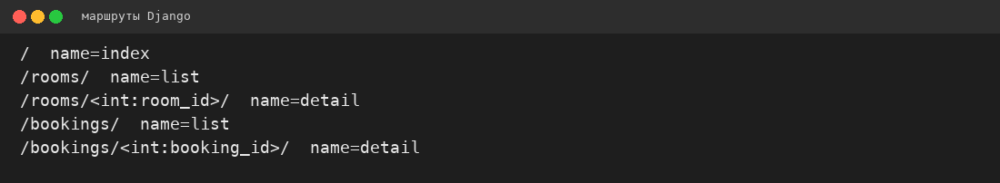 маршруты Django
/  name=index
/rooms/  name=list
/rooms/<int:room_id>/  name=detail
/bookings/  name=list
/bookings/<int:booking_id>/  name=detail